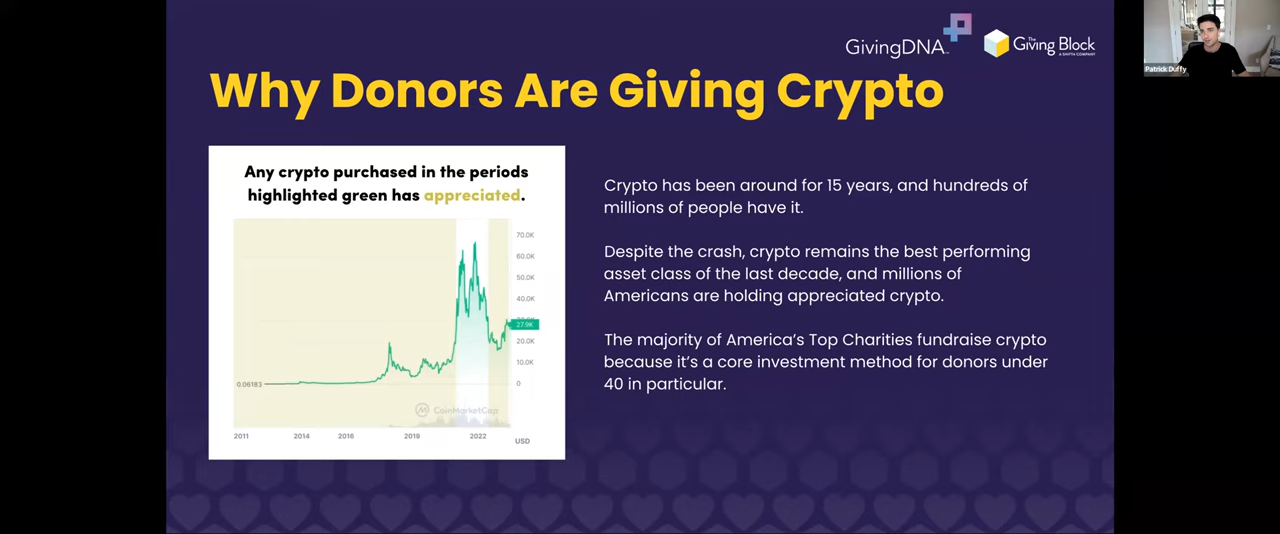 GivingDNA
The
Giving Block
A SHIFT4 COMPANY
Patrick Duffy
Why Donors Are Giving Crypto
Any crypto purchased in the periods
highlighted green has appreciated.
70.0K
60.0K
50.0K
40.0K
27.9K
20.0K
10.0K
0
0.06183
CoinMarketCap
2011
2014
2016
2019
2022
USD
Crypto has been around for 15 years, and hundreds of
millions of people have it.
Despite the crash, crypto remains the best performing
asset class of the last decade, and millions of
Americans are holding appreciated crypto.
The majority of America's Top Charities fundraise crypto
because it's a core investment method for donors under
40 in particular.